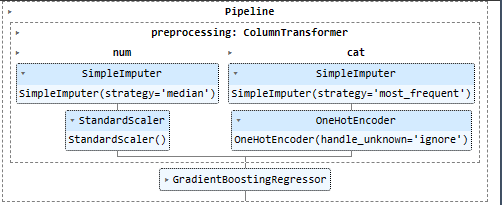 Pipeline
preprocessing: ColumnTransformer
num
cat
SimpleImputer
SimpleImputer(strategy='median')
SimpleImputer
SimpleImputer(strategy='most_frequent')
StandardScaler
StandardScaler()
OneHotEncoder
OneHotEncoder(handle_unknown='ignore')
GradientBoostingRegressor